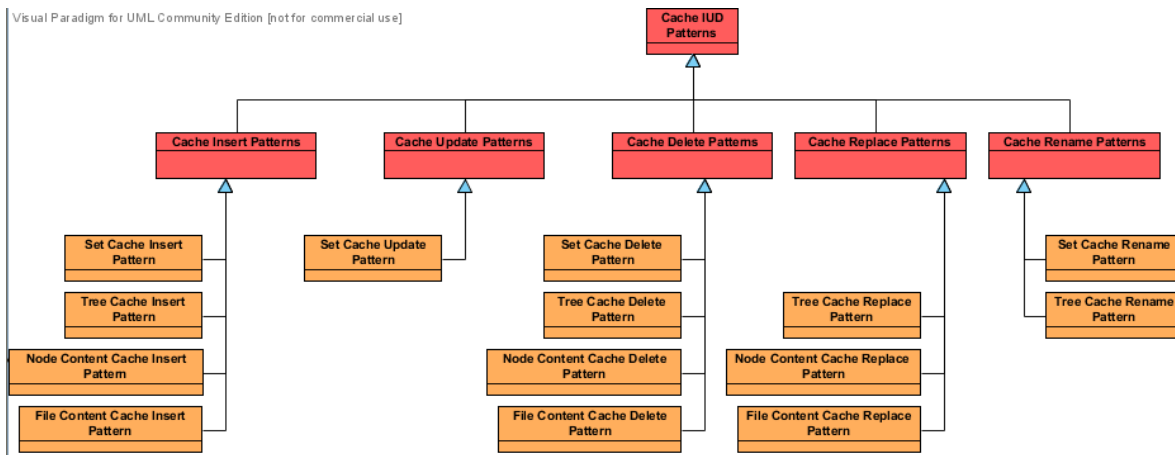 Visual Paradigm for UML Community Edition [not for commercial use]
Cache IUD
Patterns
Cache Insert Patterns
Cache Update Patterns
Cache Delete Patterns
Cache Replace Patterns
Cache Rename Patterns
Set Cache Insert
Pattern
Set Cache Update
Pattern
Set Cache Delete
Pattern
Set Cache Rename
Pattern
Tree Cache Insert
Pattern
Tree Cache Delete
Pattern
Tree Cache Replace
Pattern
Tree Cache Rename
Pattern
Node Content Cache Insert
Pattern
Node Content Cache Delete
Pattern
Node Content Cache Replace
Pattern
File Content Cache Insert
Pattern
File Content Cache Delete
Pattern
File Content Cache Replace
Pattern